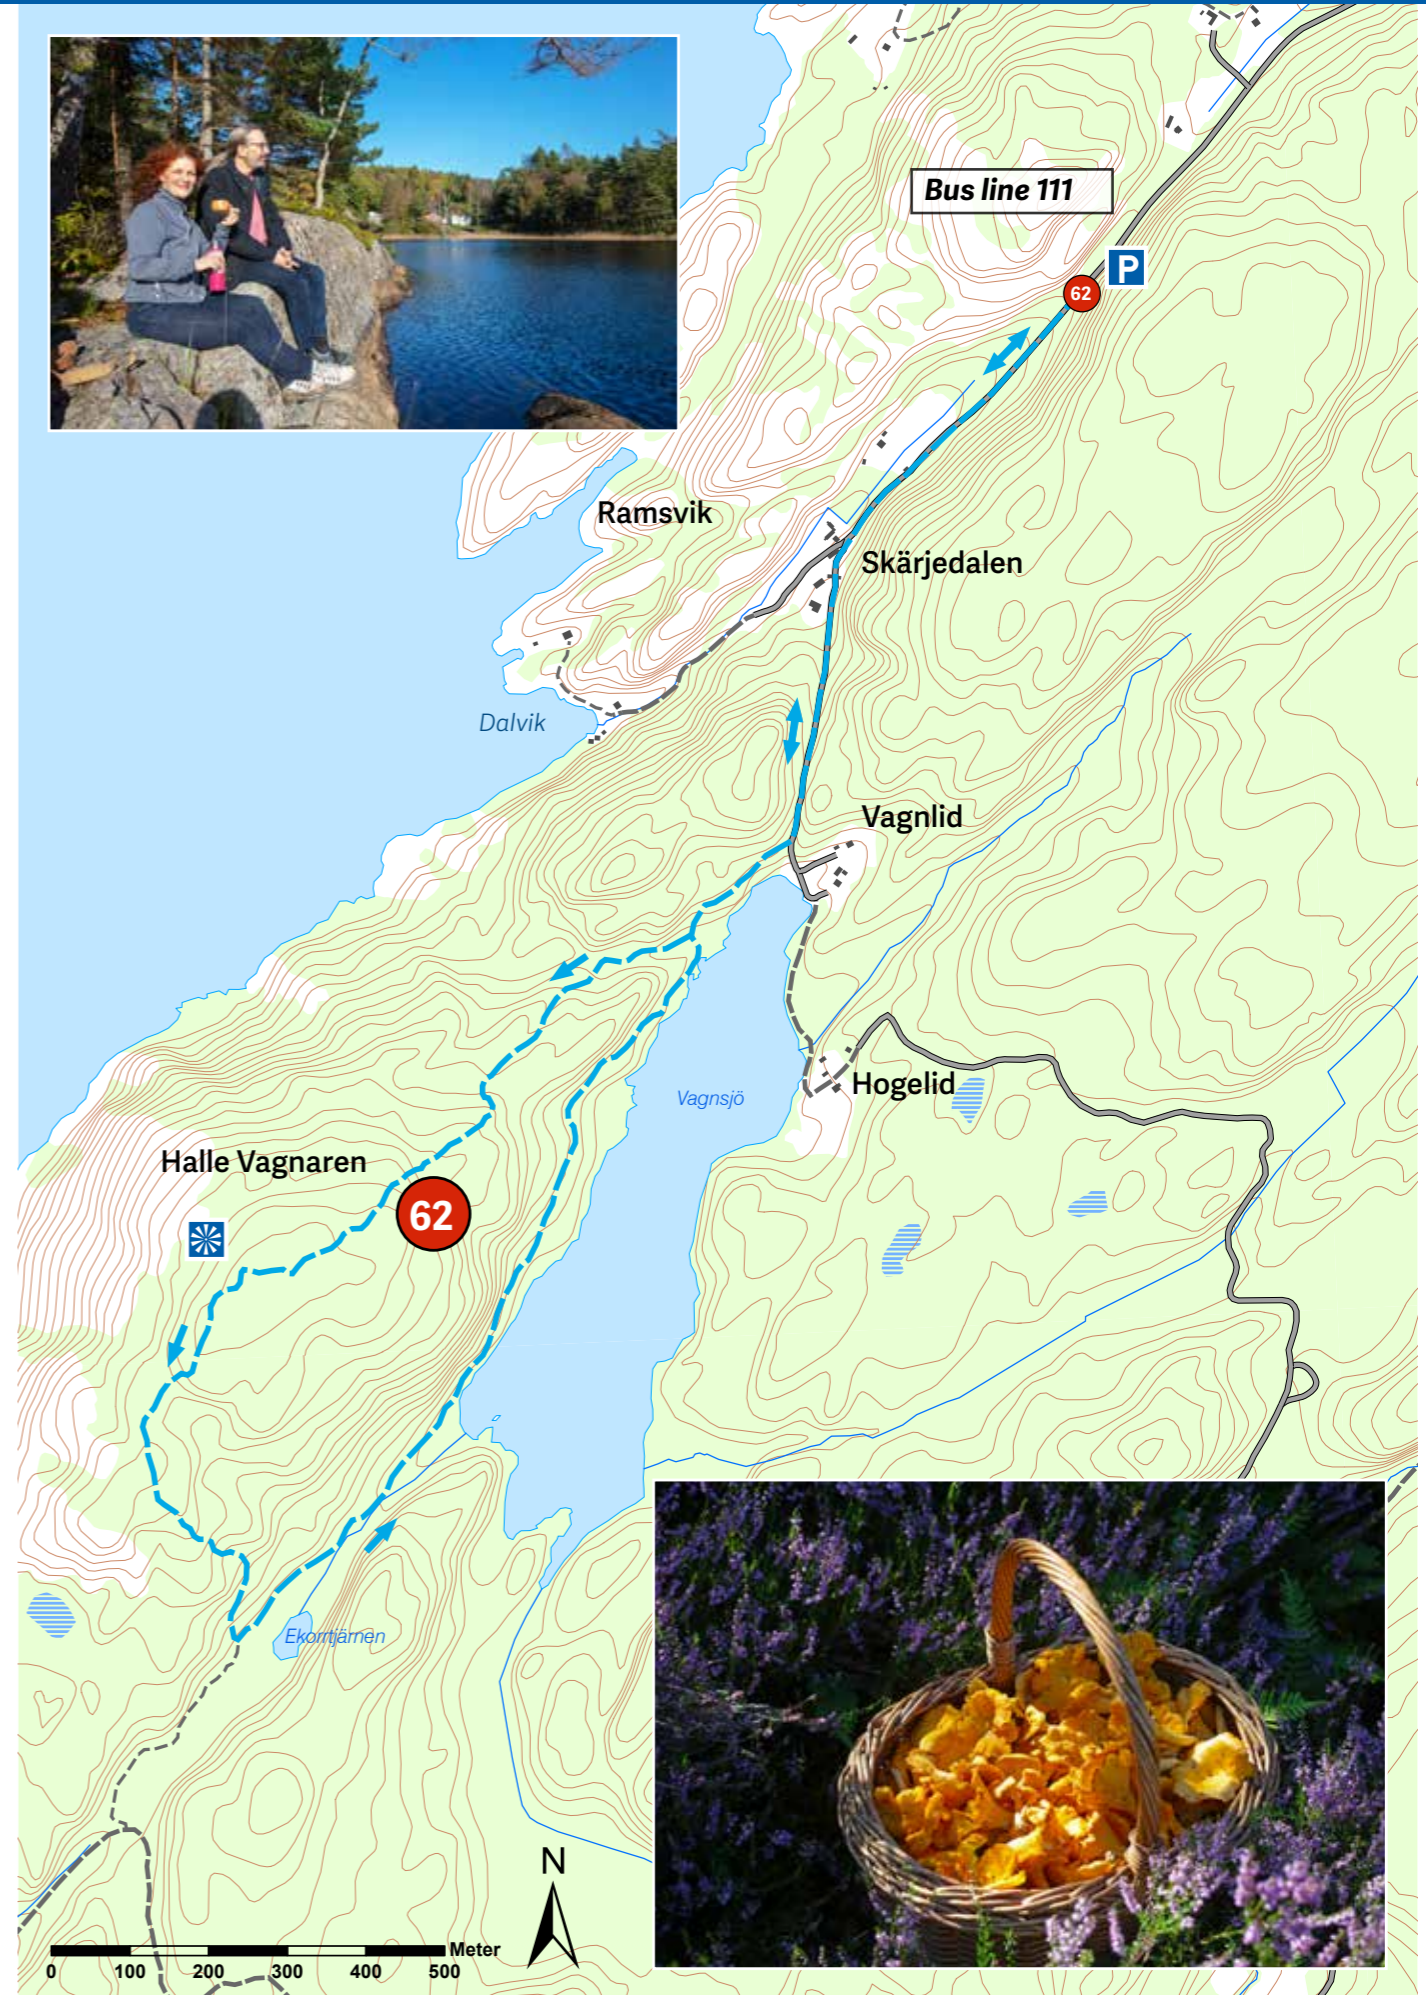 Bus line 111
P
62
Ramsvik
Skärjedalen
Dalvik
Vagnlid
Vagnsjö
Hogelid
Halle Vagnaren
62
Ekorrtjärnen
N
Meter
0 100 200 300 400 500